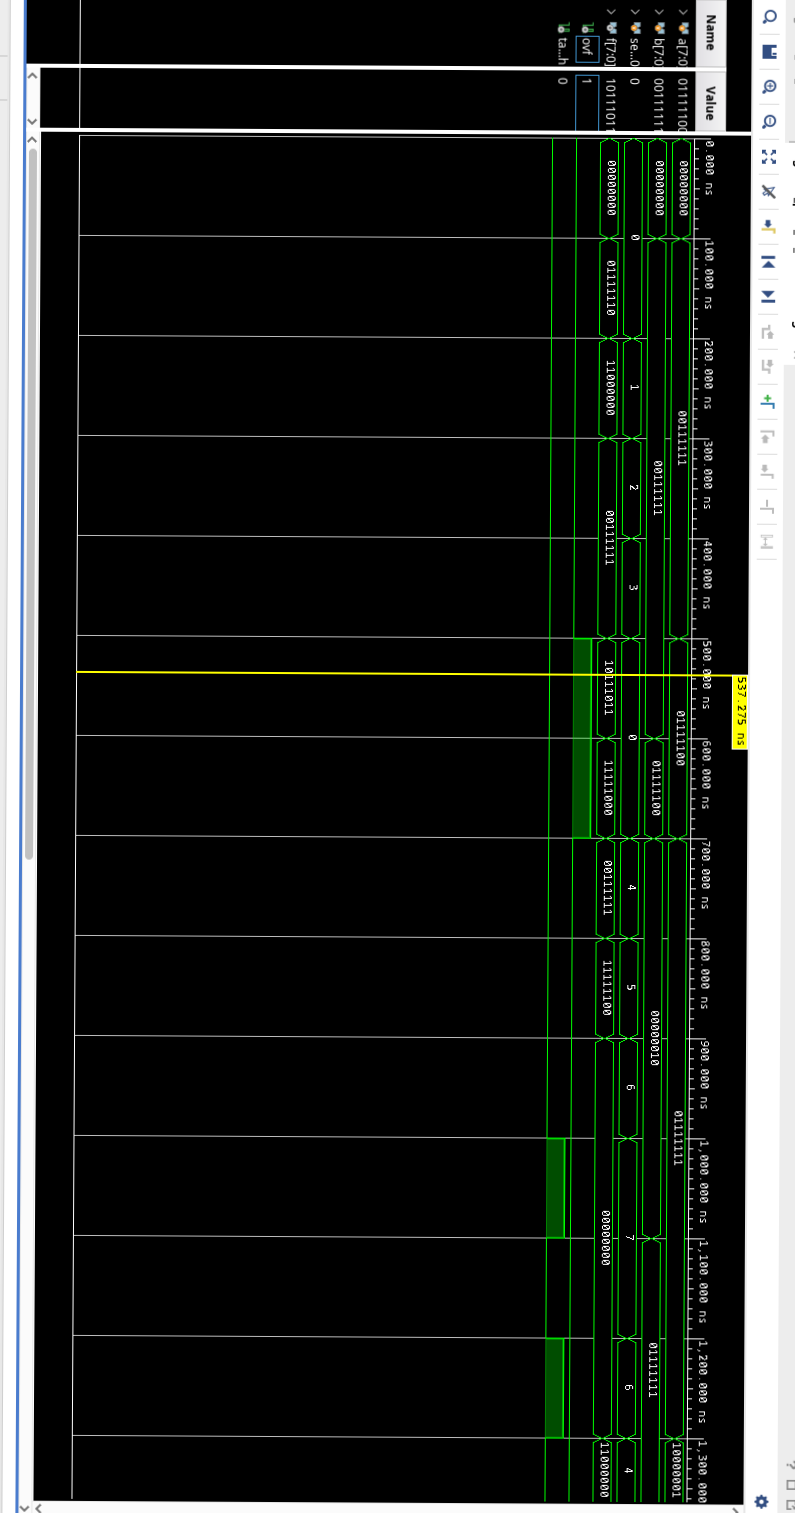 Name Value
0.000 ns 100.000 ns 200.000 ns 300.000 ns 400.000 ns 500.000 ns 600.000 ns 700.000 ns 800.000 ns 900.000 ns 1,000.000 ns 1,100.000 ns 1,200.000 ns 1,300.000
537.275 ns
a[7:0] 01111100 00000000 00111111 01111100 01111111 10000001
b[7:0] 00111111 00000000 00111111 01111100 00000010 01111111
se...0 0 0 1 2 3 0 4 5 6 7 6 4
f[7:0] 10111011 00000000 01111110 11000000 00111111 10111011 11111000 00111111 11111100 00000000 11000000
ovf 1
ta...h 0